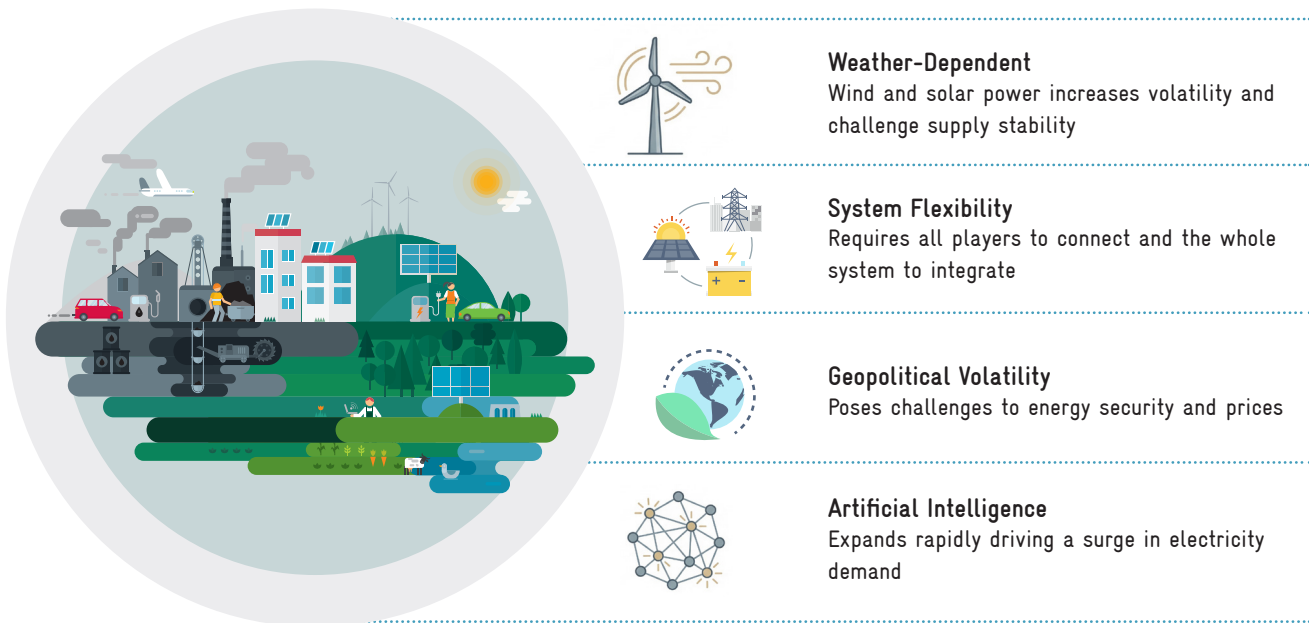 Weather-Dependent
Wind and solar power increases volatility and
challenge supply stability
System Flexibility
Requires all players to connect and the whole
system to integrate
Geopolitical Volatility
Poses challenges to energy security and prices
Artificial Intelligence
Expands rapidly driving a surge in electricity
demand